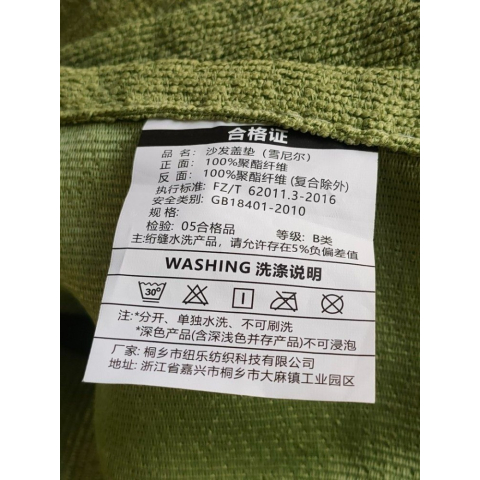 合格证
品 名: 沙发盖垫（雪尼尔）
正 面: 100%聚酯纤维
反 面: 100%聚酯纤维 (复合除外)
执行标准: FZ/T 62011.3-2016
安全类别: GB18401-2010
规 格:
检验: 05合格品 等级: B类
主:绗缝水洗产品，请允许存在5%负偏差值
WASHING 洗涤说明
30°
注:*分开、单独水洗、不可刷洗
*深色产品(含深浅色并存产品)不可浸泡
厂家: 桐乡市纽乐纺织科技有限公司
地址: 浙江省嘉兴市桐乡市大麻镇工业园区